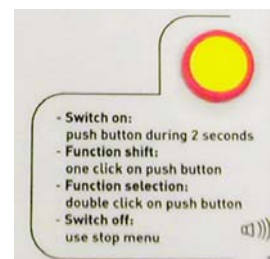 - Switch on:
push button during 2 seconds
- Function shift:
one click on push button
- Function selection:
double click on push button
- Switch off:
use stop menu